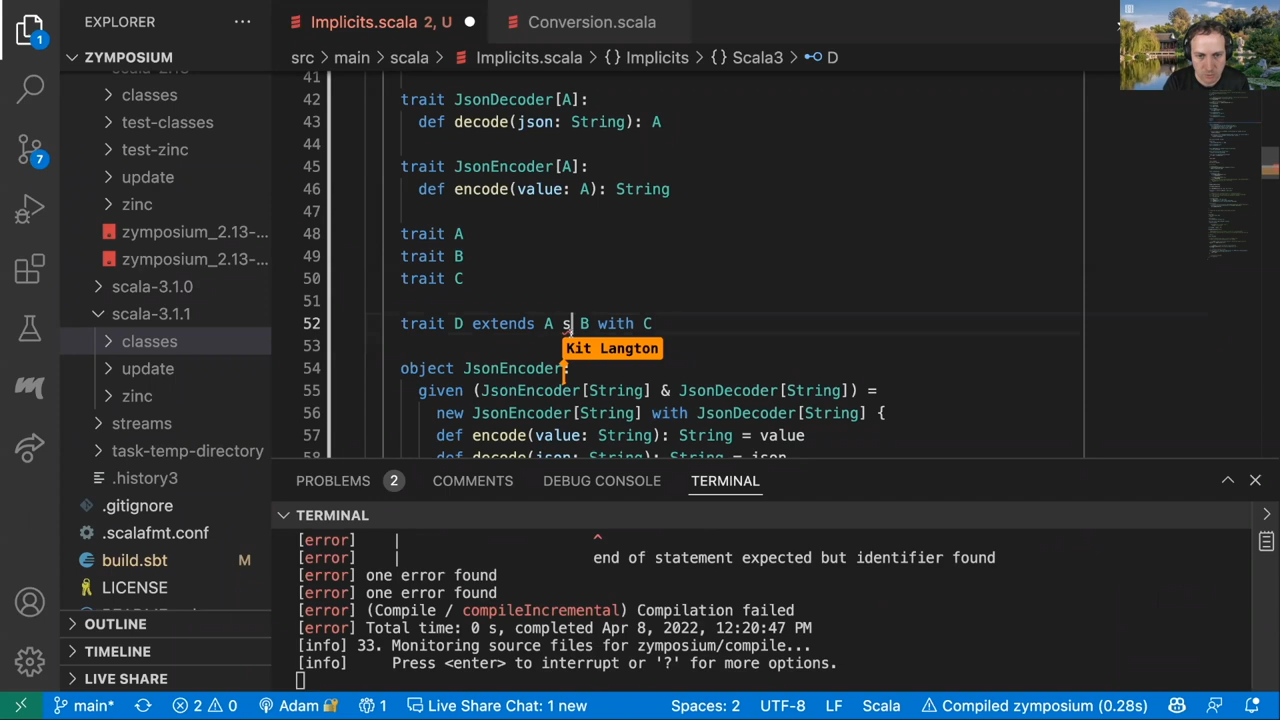 EXPLORER
Implicits.scala 2, U
Conversion.scala
ZYMPOSIUM
src > main > scala > Implicits.scala > {} Implicits > {} Scala3 > D
classes
test-classes
test-zinc
update
zinc
zymposium_2.13-...
zymposium_2.13-...
scala-3.1.0
scala-3.1.1
classes
update
zinc
streams
task-temp-directory
.history3
.gitignore
.scalafmt.conf
build.sbt M
LICENSE
OUTLINE
TIMELINE
LIVE SHARE
1
7
41
42 trait JsonDecoder[A]:
43 def decode(json: String): A
44
45 trait JsonEncoder[A]:
46 def encode(value: A): String
47
48 trait A
49 trait B
50 trait C
51
52 trait D extends A s B with C
Kit Langton
53
54 object JsonEncoder:
55 given (JsonEncoder[String] & JsonDecoder[String]) =
56 new JsonEncoder[String] with JsonDecoder[String] {
57 def encode(value: String): String = value
58 def decode(json: String): String = json
PROBLEMS 2 COMMENTS DEBUG CONSOLE TERMINAL
TERMINAL
[error] | ^
[error] | end of statement expected but identifier found
[error] one error found
[error] one error found
[error] (Compile / compileIncremental) Compilation failed
[error] Total time: 0 s, completed Apr 8, 2022, 12:20:47 PM
[info] 33. Monitoring source files for zymposium/compile...
[info] Press <enter> to interrupt or '?' for more options.
main* 2 0 Adam 1 Live Share Chat: 1 new Spaces: 2 UTF-8 LF Scala Compiled zymposium (0.28s)